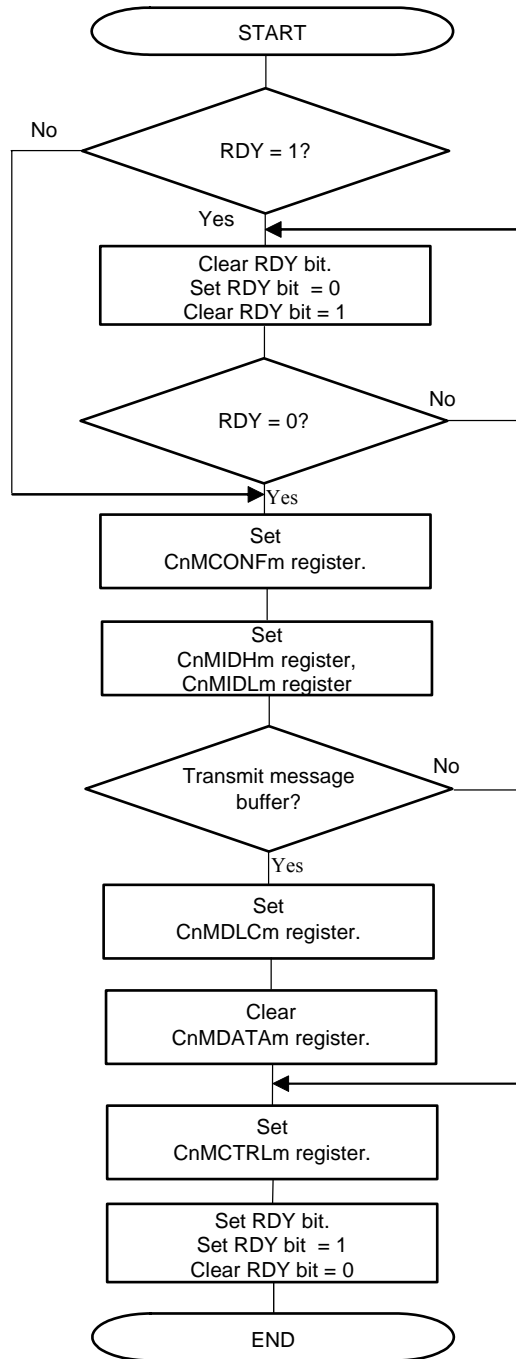 START
No
RDY = 1?
Yes
Clear RDY bit.
Set RDY bit = 0
Clear RDY bit = 1
RDY = 0?
No
Yes
Set
CnMCONFm register.
Set
CnMIDHm register,
CnMIDLm register
Transmit message
buffer?
No
Yes
Set
CnMDLCm register.
Clear
CnMDATAm register.
Set
CnMCTRLm register.
Set RDY bit.
Set RDY bit = 1
Clear RDY bit = 0
END